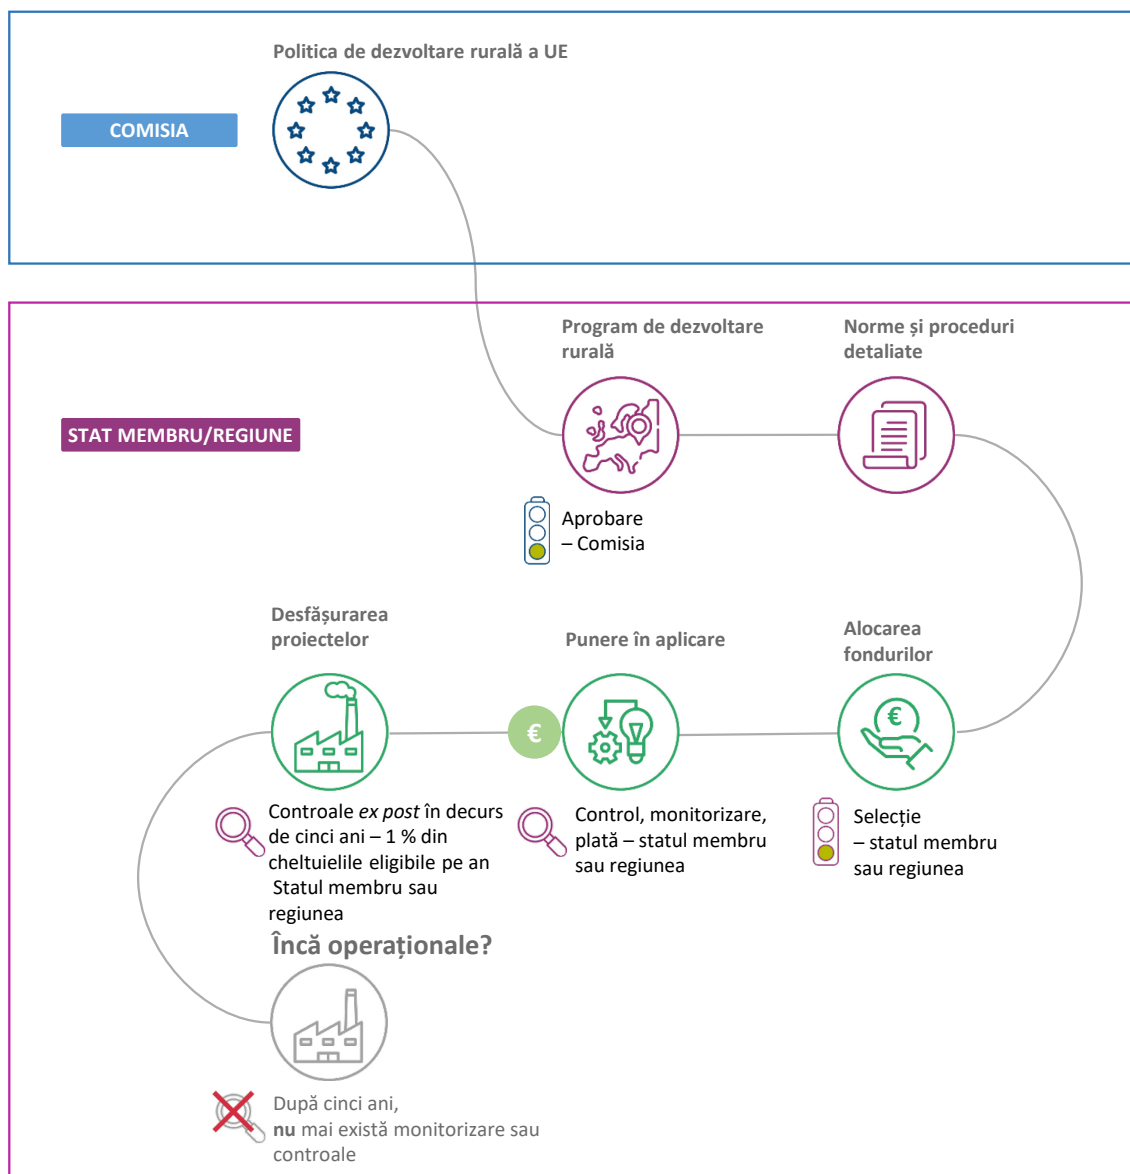 Politica de dezvoltare rurală a UE
COMISIA
Program de dezvoltare
rurală
Norme și proceduri
detaliate
STAT MEMBRU/REGIUNE
Aprobare
– Comisia
Desfășurarea
proiectelor
Punere în aplicare
Alocarea
fondurilor
€
€
Controale ex post în decurs
de cinci ani – 1 % din
cheltuielile eligibile pe an
Statul membru sau
regiunea
Control, monitorizare,
plată – statul membru
sau regiunea
Selecție
– statul membru
sau regiunea
Încă operaționale?
După cinci ani,
nu mai există monitorizare sau
controale